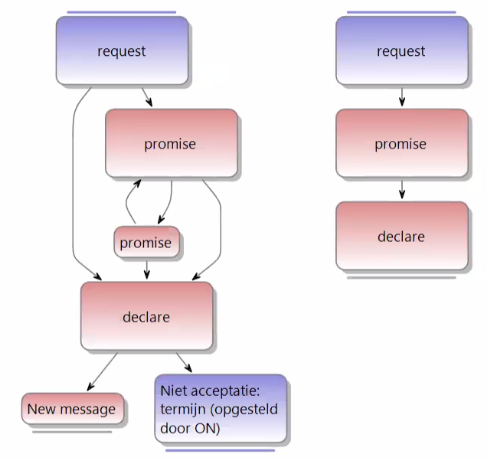 request
promise
promise
declare
New message
Niet acceptatie:
termijn (opgesteld
door ON)
request
promise
declare